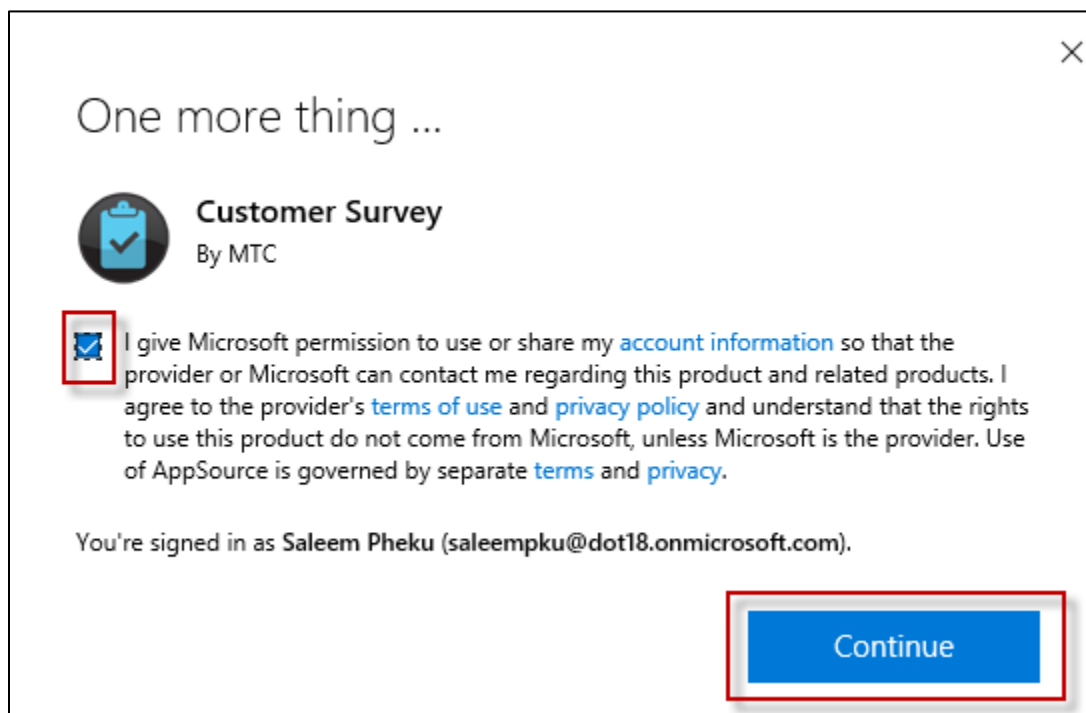 One more thing ...
Customer Survey
By MTC
I give Microsoft permission to use or share my account information so that the
provider or Microsoft can contact me regarding this product and related products. I
agree to the provider's terms of use and privacy policy and understand that the rights
to use this product do not come from Microsoft, unless Microsoft is the provider. Use
of AppSource is governed by separate terms and privacy.
You're signed in as Saleem Pheku (saleempku@dot18.onmicrosoft.com).
Continue